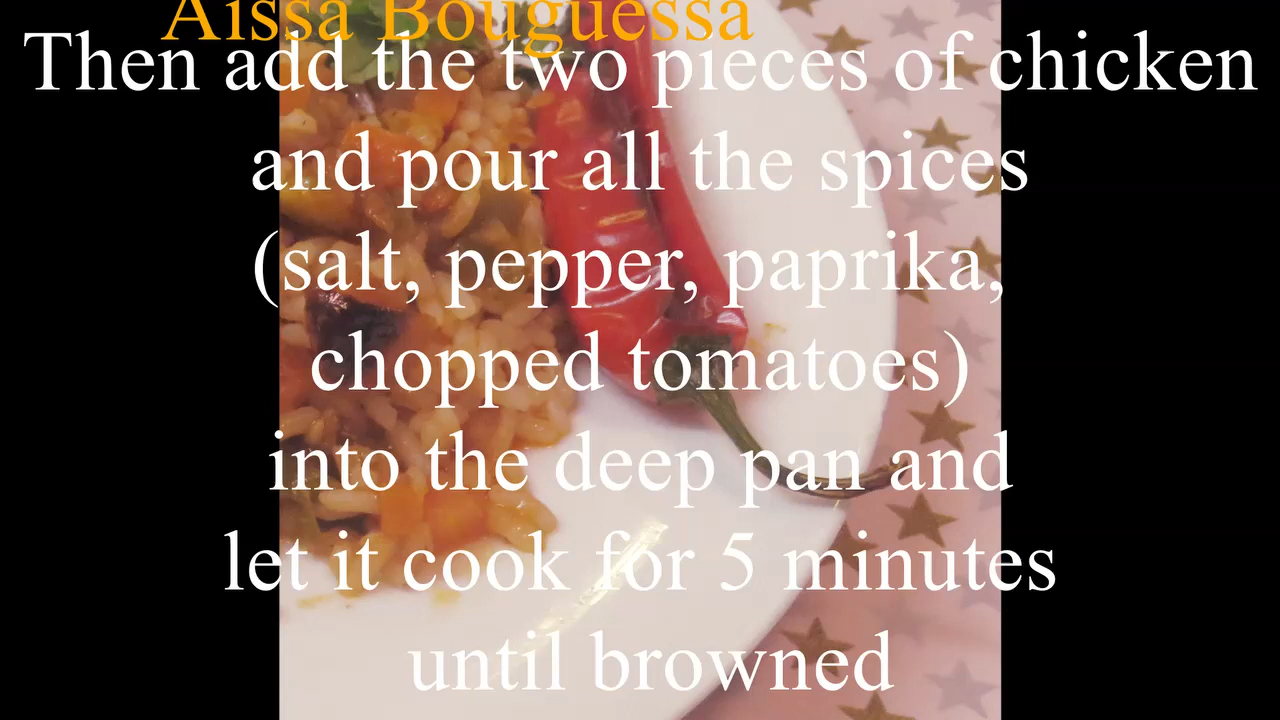 Aissa Bouguessa
Then add the two pieces of chicken
and pour all the spices
(salt, pepper, paprika,
chopped tomatoes)
into the deep pan and
let it cook for 5 minutes
until browned